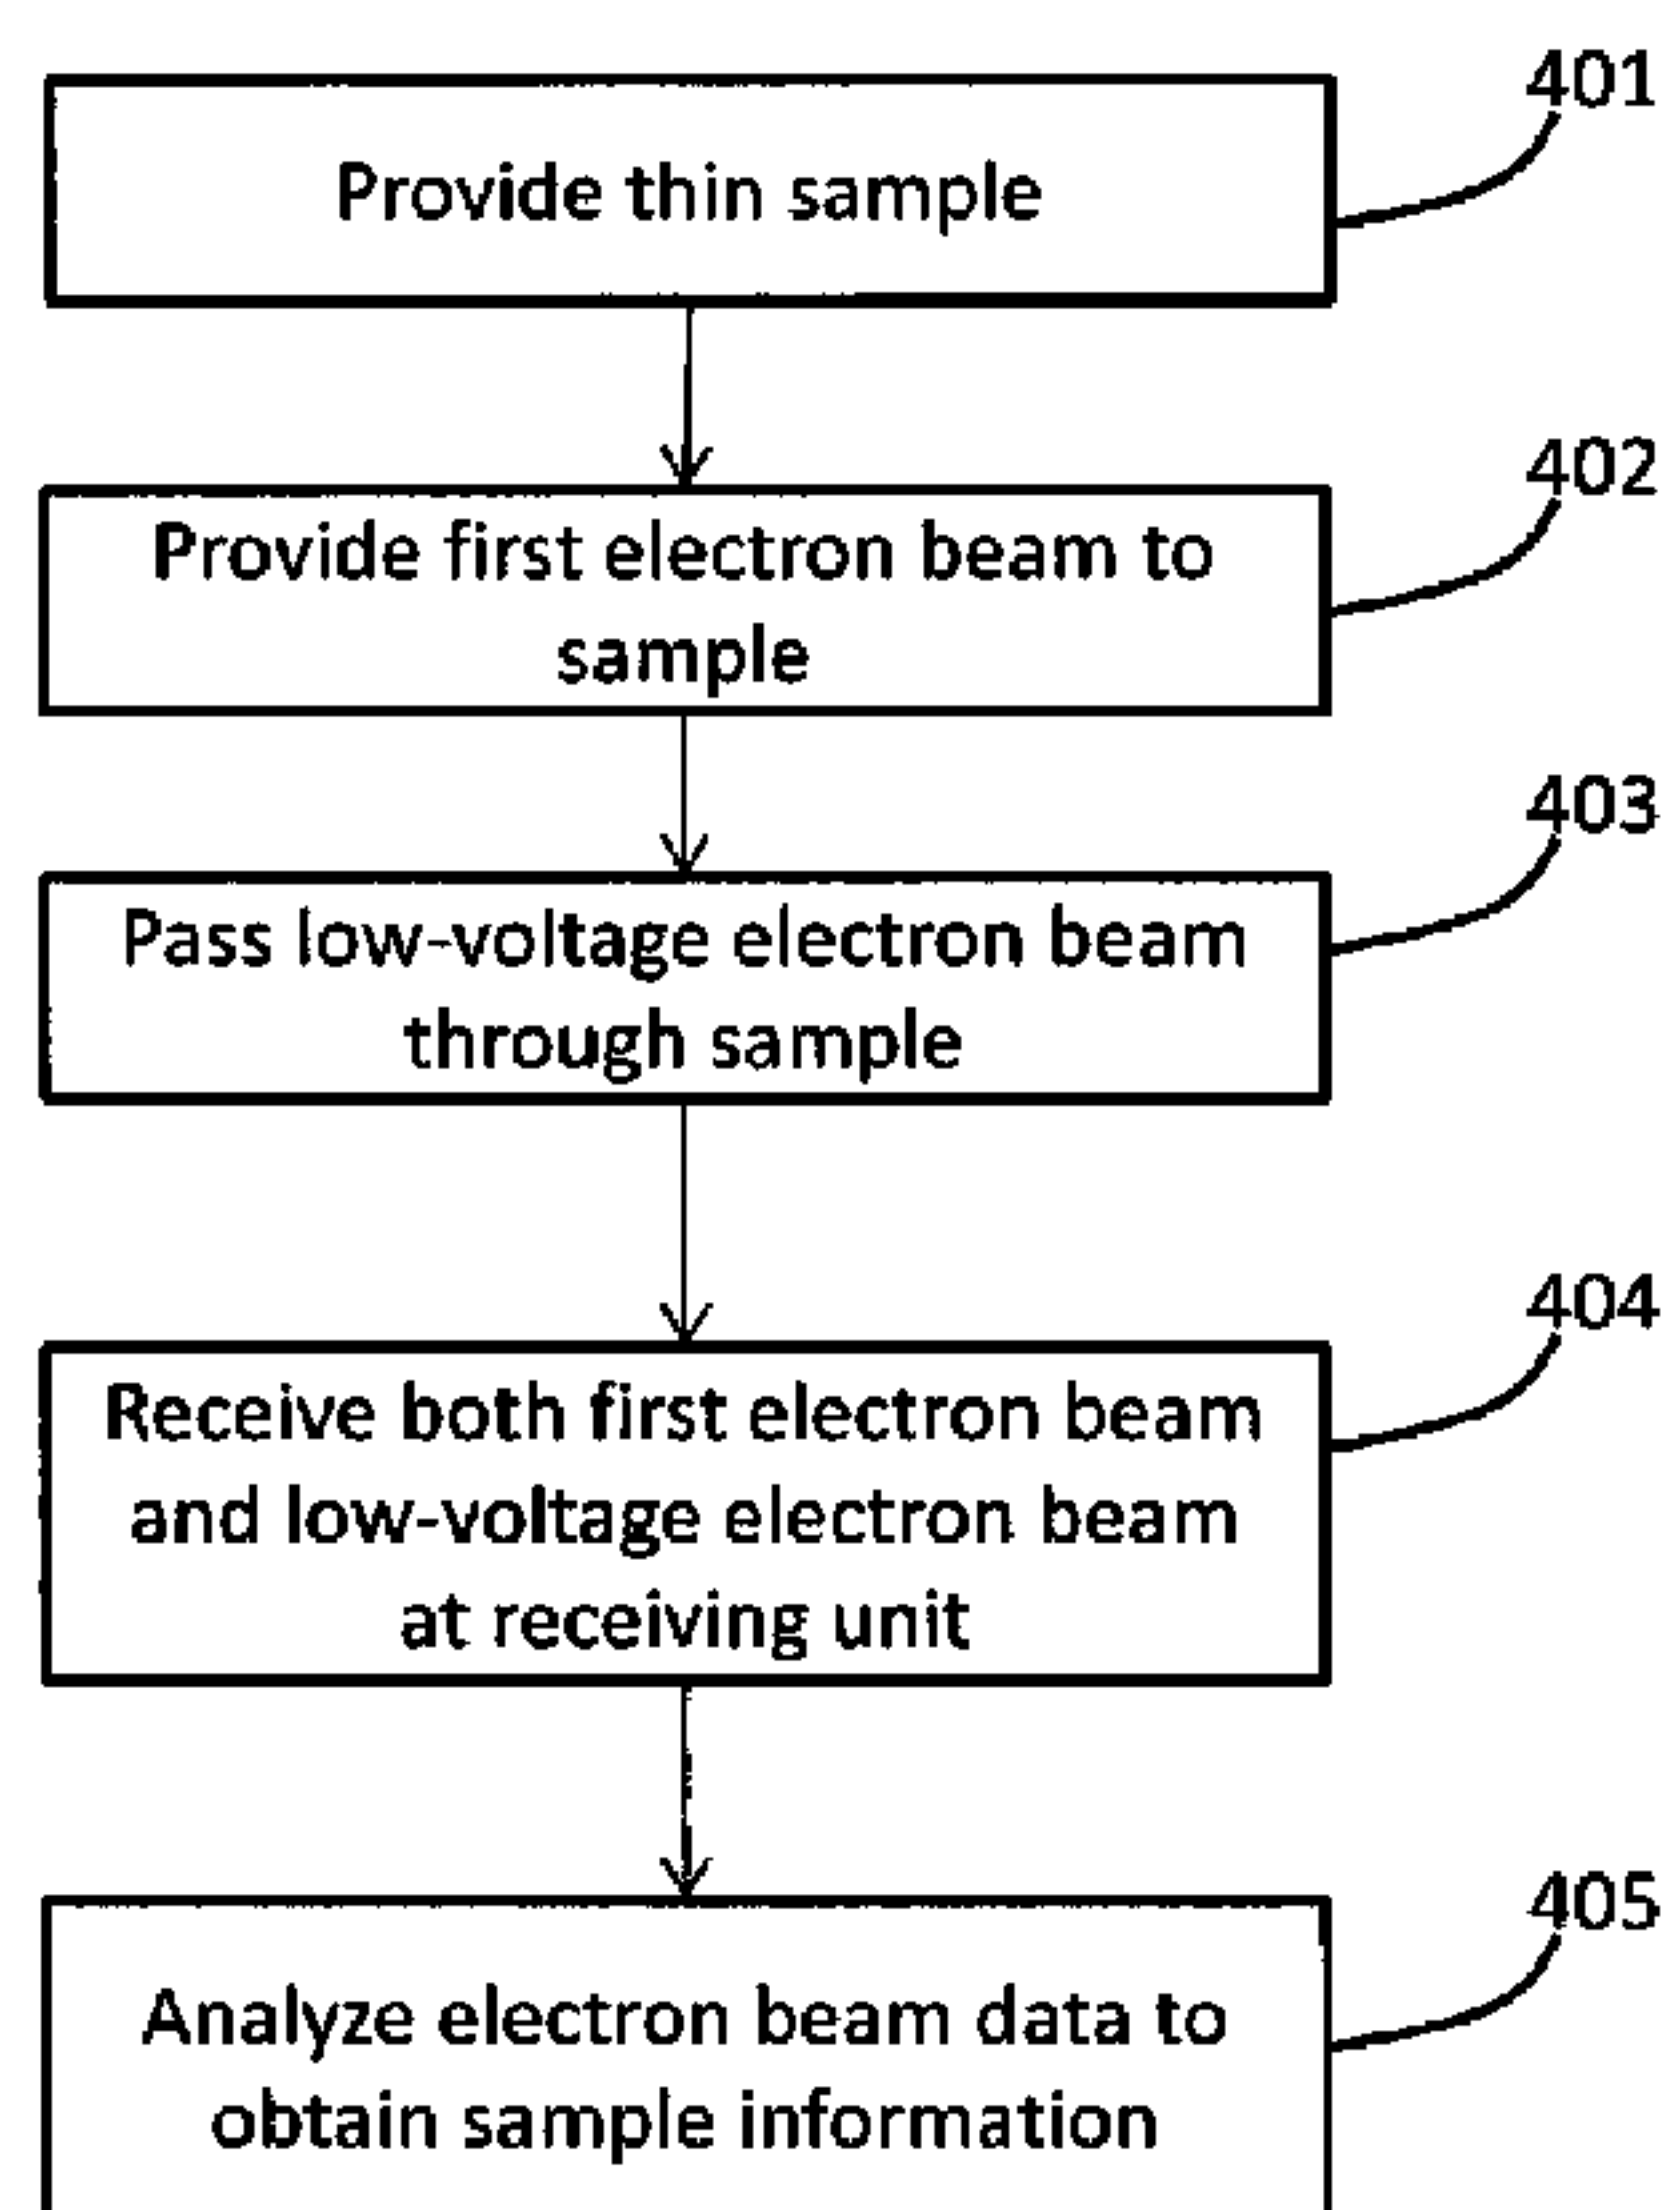 401
Provide thin sample
402
Provide first electron beam to
sample
403
Pass low-voltage electron beam
through sample
404
Receive both first electron beam
and low-voltage electron beam
at receiving unit
405
Analyze electron beam data to
obtain sample information